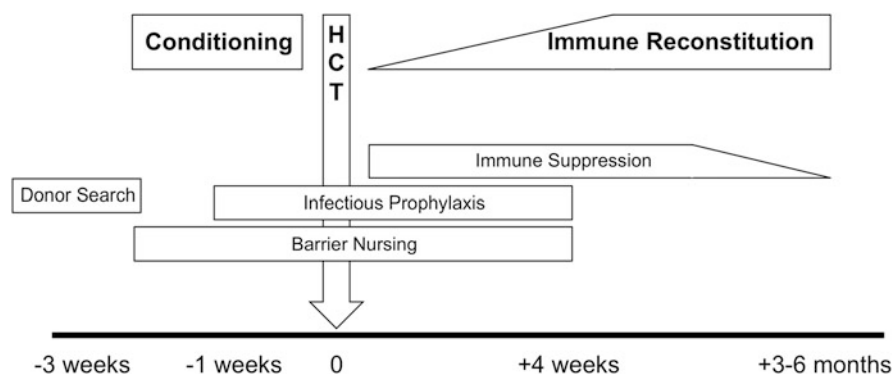 Conditioning
H
C
T
Immune Reconstitution
Immune Suppression
Donor Search
Infectious Prophylaxis
Barrier Nursing
-3 weeks
-1 weeks
0
+4 weeks
+3-6 months